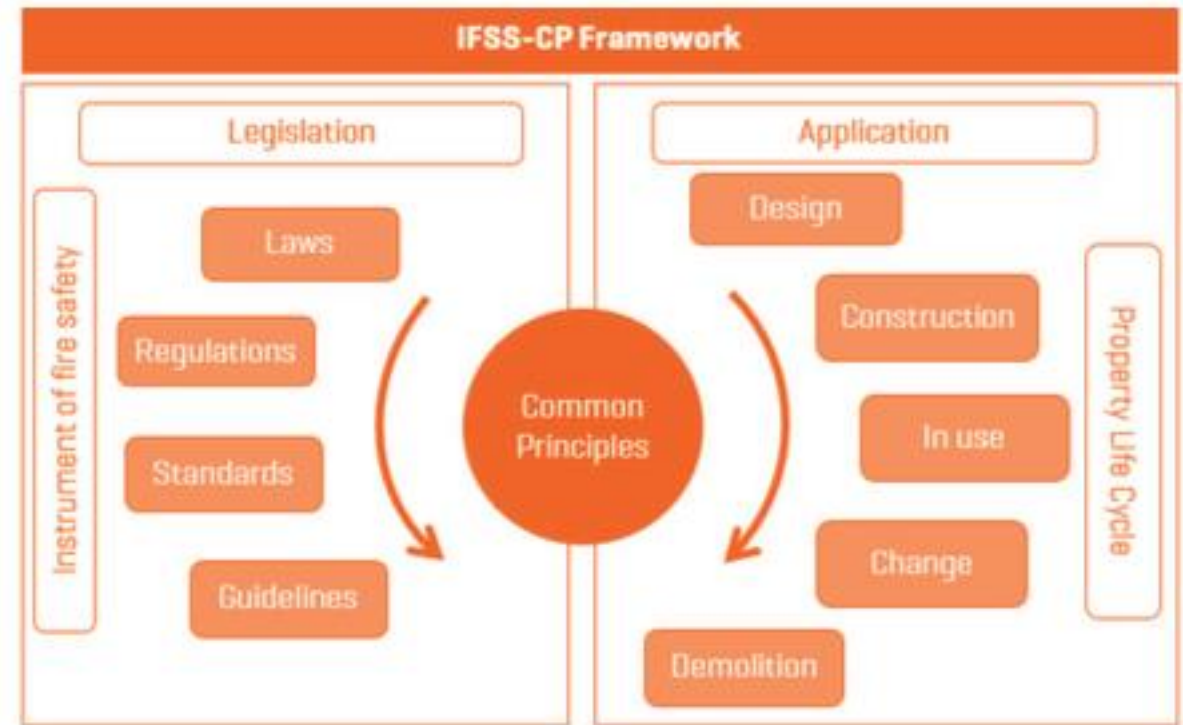 IFSS-CP Framework
Legislation
Instrument of fire safety
Laws
Regulations
Standards
Guidelines
Common
Principles
Application
Design
Construction
In use
Change
Demolition
Property Life Cycle